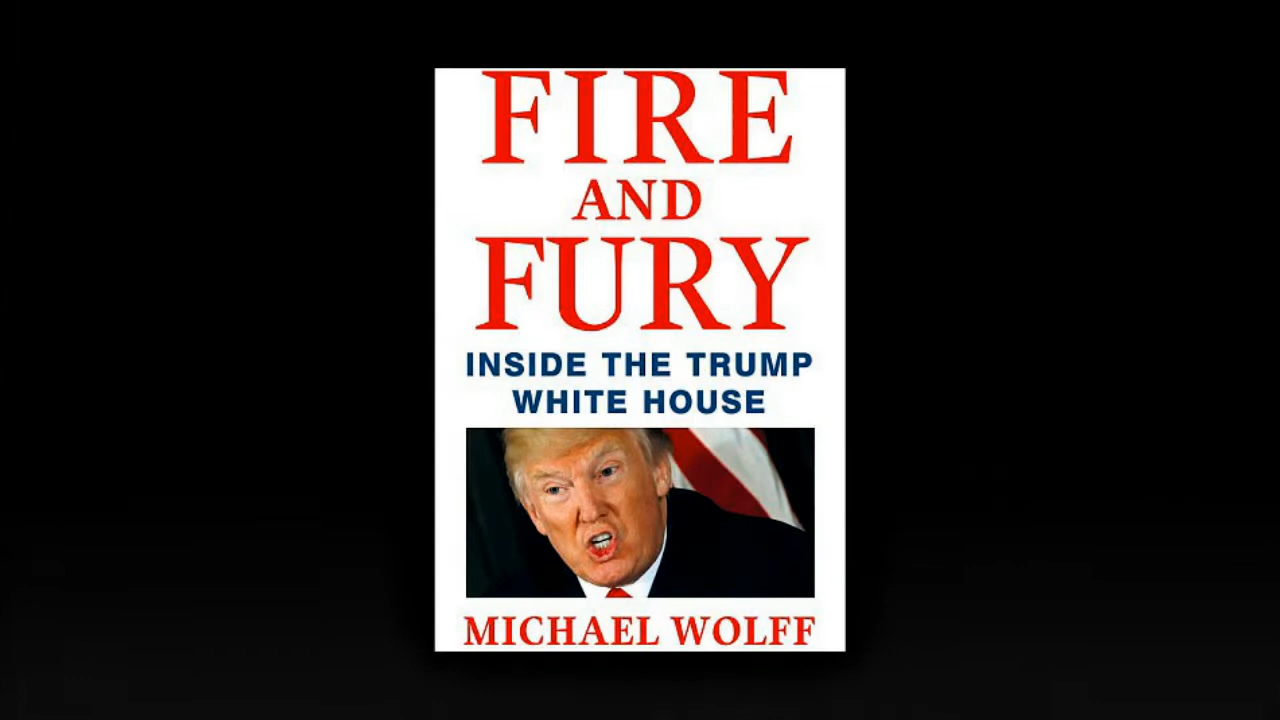 FIRE
AND
FURY
INSIDE THE TRUMP
WHITE HOUSE
MICHAEL WOLFF